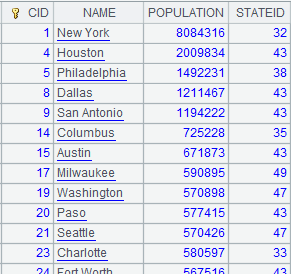 CID NAME POPULATION STATEID
1 New York 8084316 32
4 Houston 2009834 43
5 Philadelphia 1492231 38
8 Dallas 1211467 43
9 San Antonio 1194222 43
14 Columbus 725228 35
15 Austin 671873 43
17 Milwaukee 590895 49
19 Washington 570898 47
20 Paso 577415 43
21 Seattle 570426 47
23 Charlotte 580597 33
24 Fort Worth 567516 43